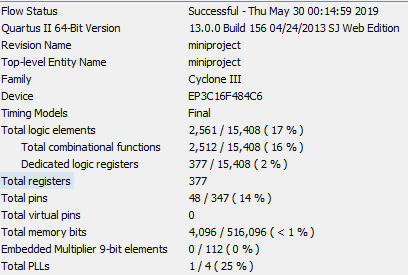 Flow Status Successful - Thu May 30 00:14:59 2019
Quartus II 64-Bit Version 13.0.0 Build 156 04/24/2013 SJ Web Edition
Revision Name miniproject
Top-level Entity Name miniproject
Family Cyclone III
Device EP3C16F484C6
Timing Models Final
Total logic elements 2,561 / 15,408 ( 17 % )
Total combinational functions 2,512 / 15,408 ( 16 % )
Dedicated logic registers 377 / 15,408 ( 2 % )
Total registers 377
Total pins 48 / 347 ( 14 % )
Total virtual pins 0
Total memory bits 4,096 / 516,096 ( < 1 % )
Embedded Multiplier 9-bit elements 0 / 112 ( 0 % )
Total PLLs 1 / 4 ( 25 % )